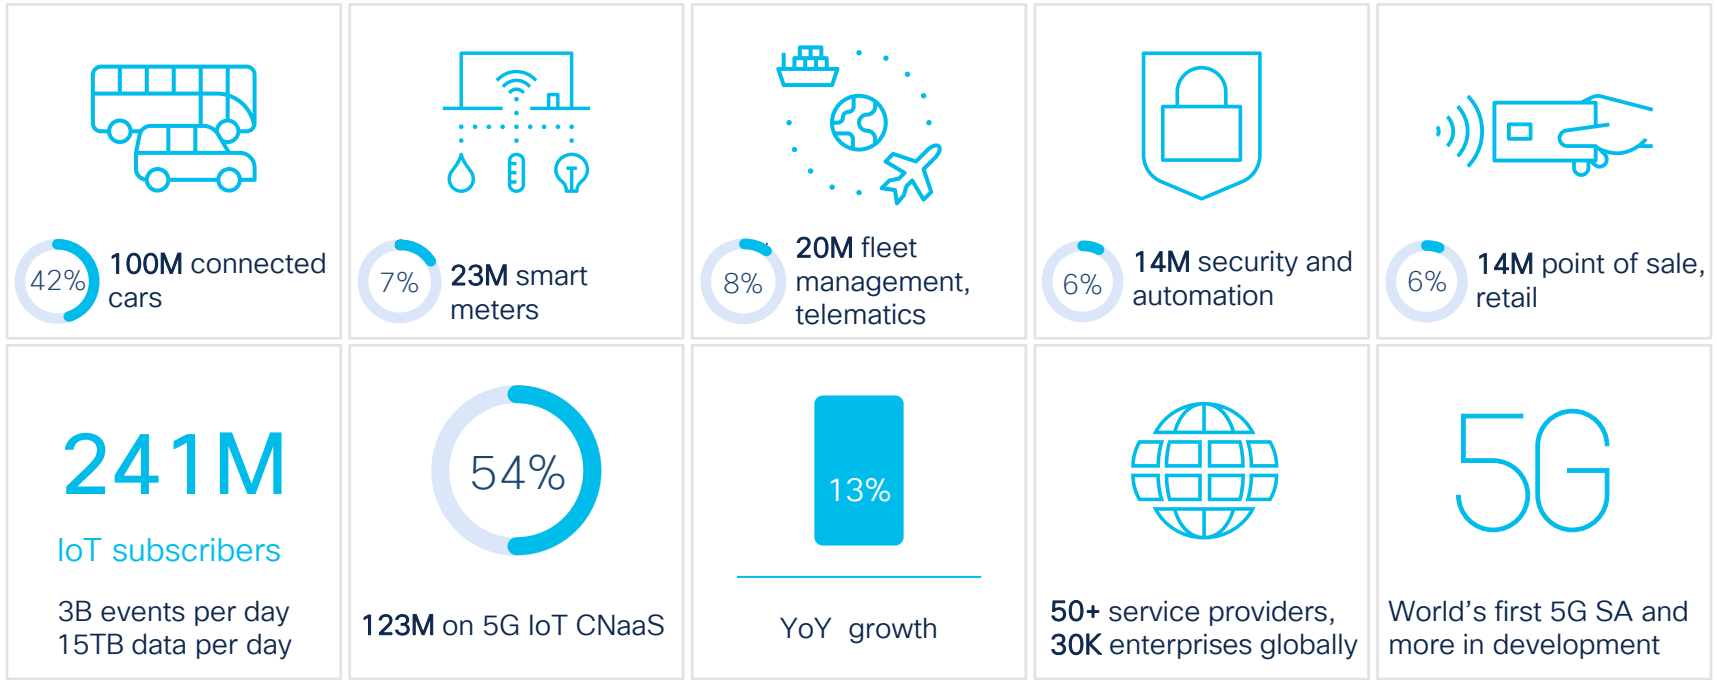 42%
100M connected
cars
7%
23M smart
meters
8%
20M fleet
management,
telematics
6%
14M security and
automation
6%
14M point of sale,
retail
241M
IoT subscribers
3B events per day
15TB data per day
54%
123M on 5G IoT CNaaS
13%
YoY growth
50+ service providers,
30K enterprises globally
5G
World's first 5G SA and
more in development